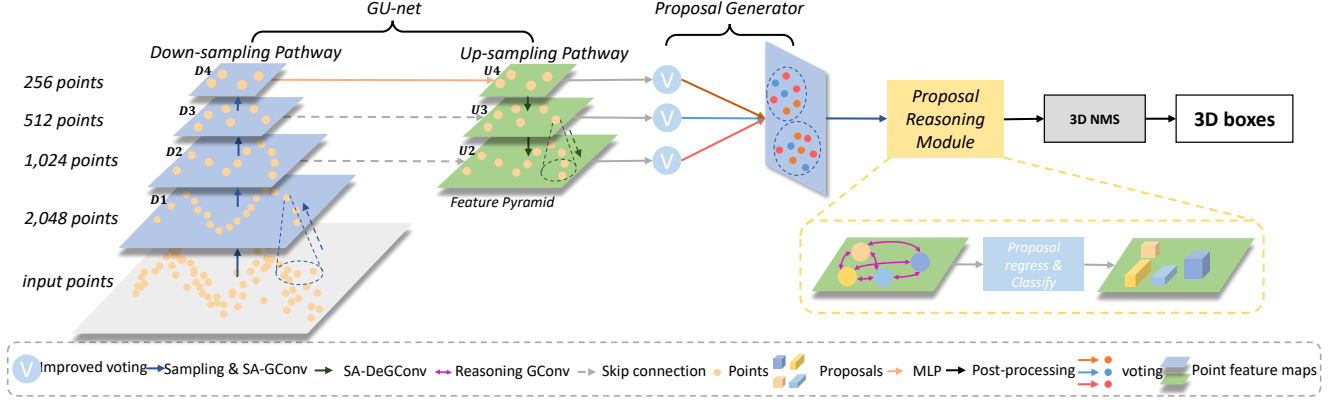 GU-net
Proposal Generator
Down-sampling Pathway
Up-sampling Pathway
256 points
D4
U4
V
512 points
D3
U3
V
1,024 points
D2
U2
V
2,048 points
D1
Feature Pyramid
input points
Proposal
Reasoning
Module
3D NMS
3D boxes
Proposal
regress &
Classify
V
Improved voting
Sampling & SA-GConv
SA-DeGConv
Reasoning GConv
Skip connection
Points
Proposals
MLP
Post-processing
voting
Point feature maps